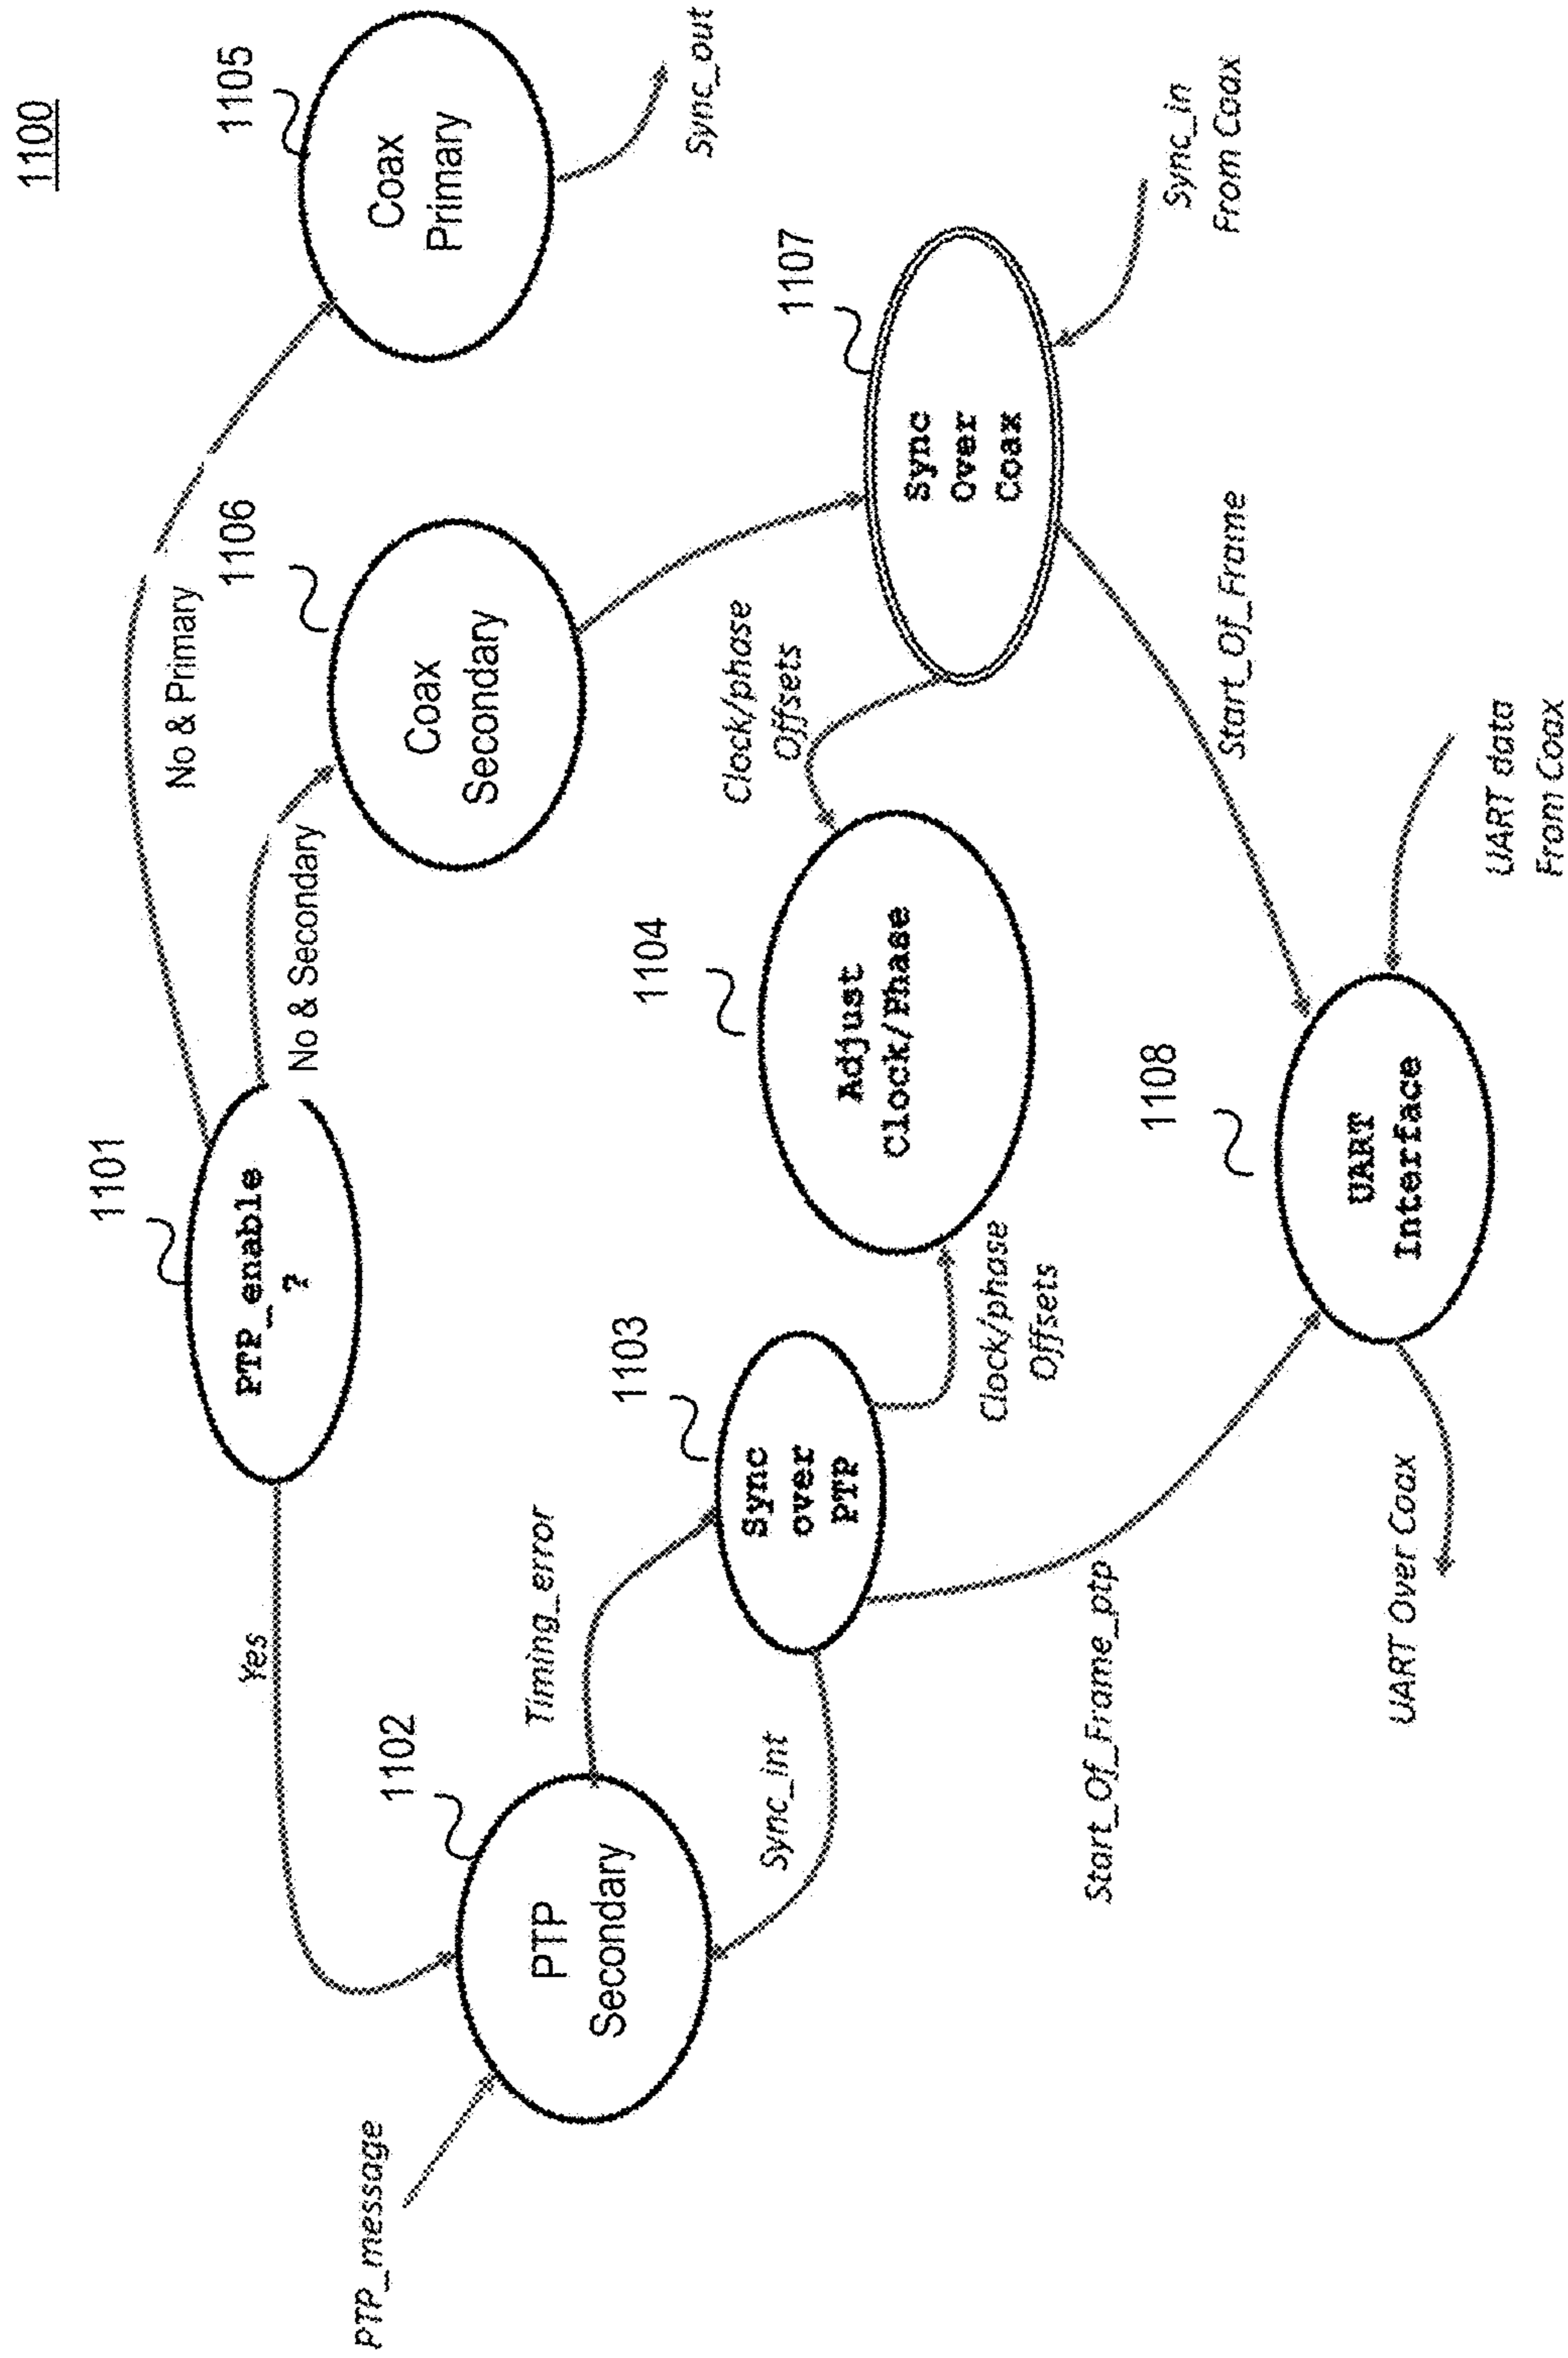 1100
1101
PTP_enable
?
Yes
No & Primary
No & Secondary
1105
Coax
Primary
Sync_out
1106
Coax
Secondary
1102
PTP
Secondary
PTP_message
Timing_error
Sync_int
1103
Sync
over
PTP
Clock/phase
Offsets
1104
Adjust
Clock/Phase
Clock/phase
Offsets
1107
Sync
Over
Coax
Sync_in
From Coax
Start_Of_Frame_ptp
Start_Of_Frame
1108
UART
Interface
UART Over Coax
UART data
From Coax